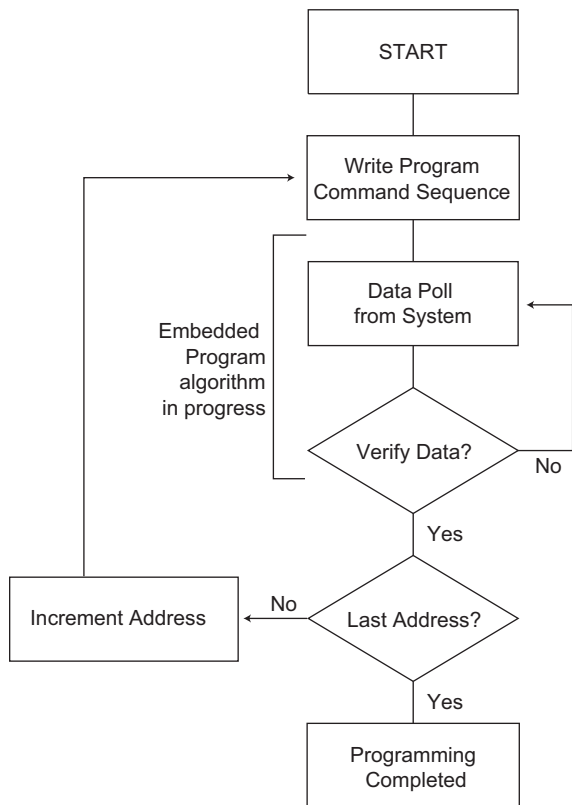 START
Write Program
Command Sequence
Data Poll
from System
Embedded
Program
algorithm
in progress
Verify Data?
No
Yes
Last Address?
No
Increment Address
Yes
Programming
Completed